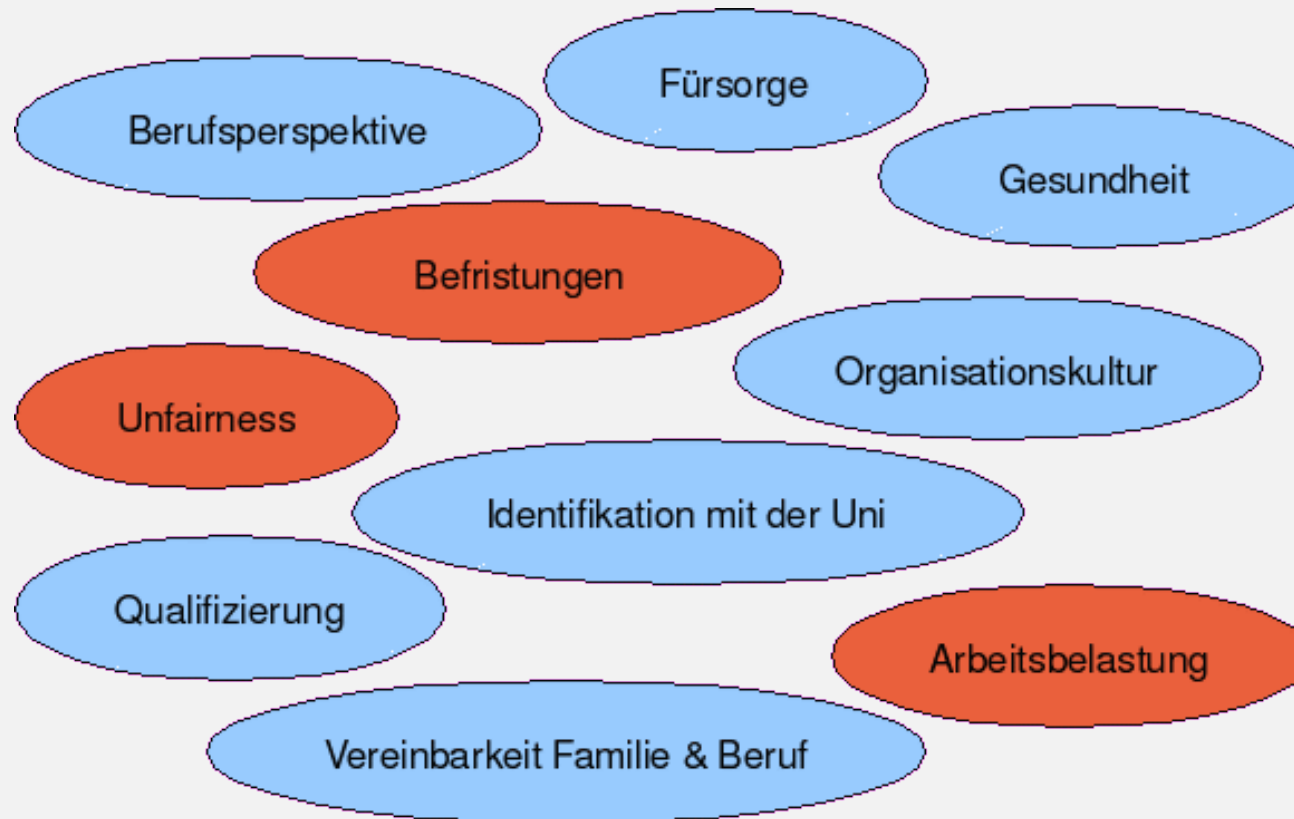 Fürsorge
Berufsperspektive
Gesundheit
Befristungen
Organisationskultur
Unfairness
Identifikation mit der Uni
Qualifizierung
Arbeitsbelastung
Vereinbarkeit Familie & Beruf